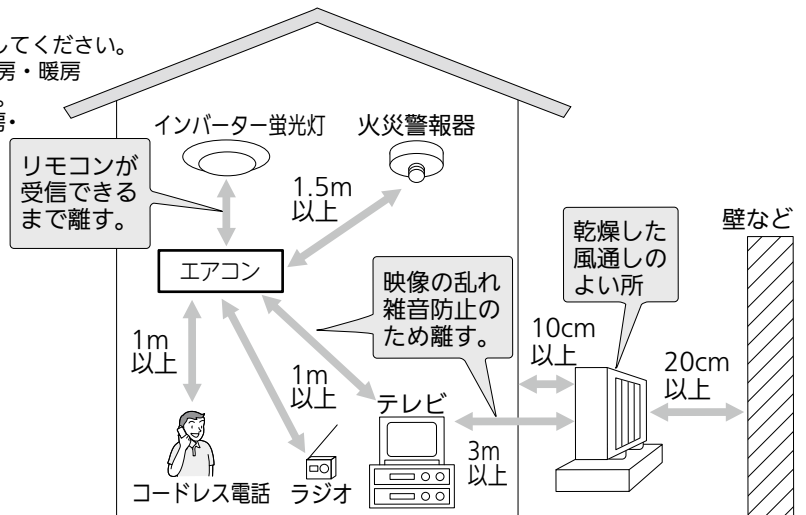 してください。
房・暖房
。
房・
インバーター蛍光灯
火災警報器
リモコンが
受信できる
まで離す。
1.5m
以上
エアコン
映像の乱れ
雑音防止の
ため離す。
乾燥した
風通しの
よい所
壁など
1m
以上
1m
以上
10cm
以上
20cm
以上
テレビ
3m
以上
コードレス電話
ラジオ